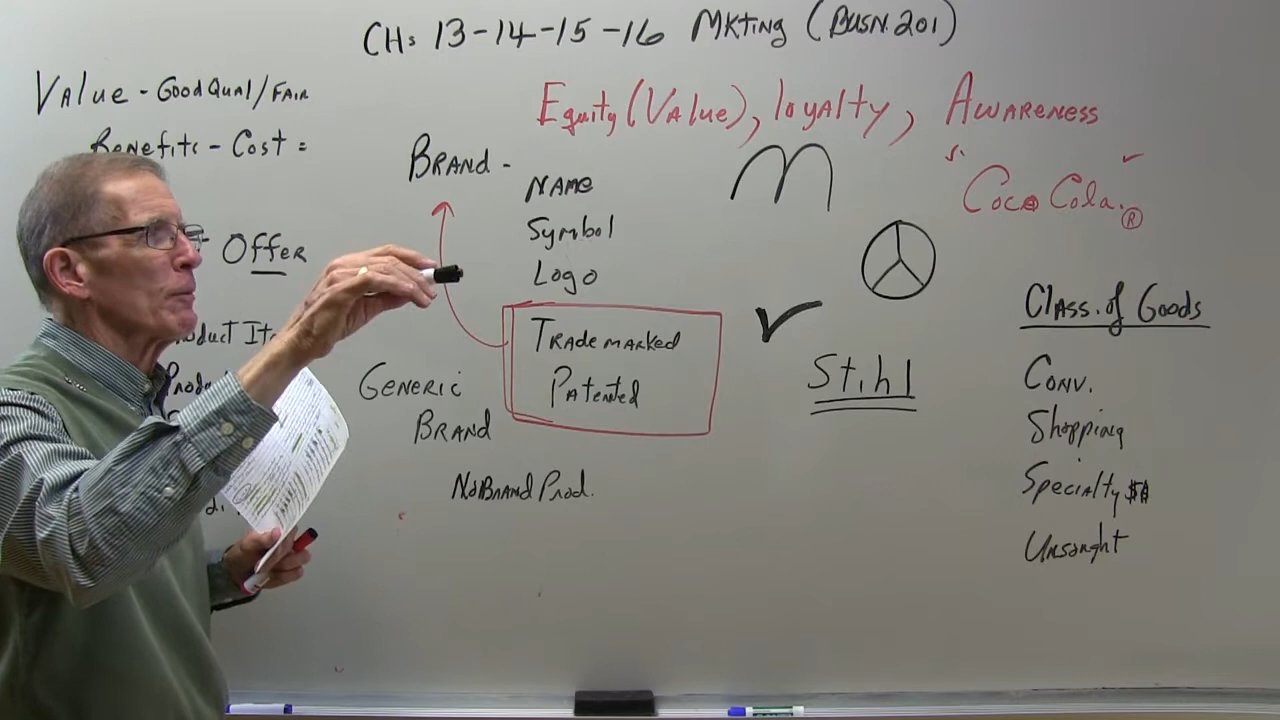 CH: 13-14-15-16 MKTing (BUSN.201)
Value - Good Qual/Fair
Benefits - Cost =
Offer
Equity (Value), loyalty, Awareness
BRAND -
NAME
Symbol
Logo
Trademarked
Patented
GENERIC
BRAND
No BRAND Prod.
"Coca Cola." ®
Stihl
Class. of Goods
Conv.
Shopping
Specialty
Unsought